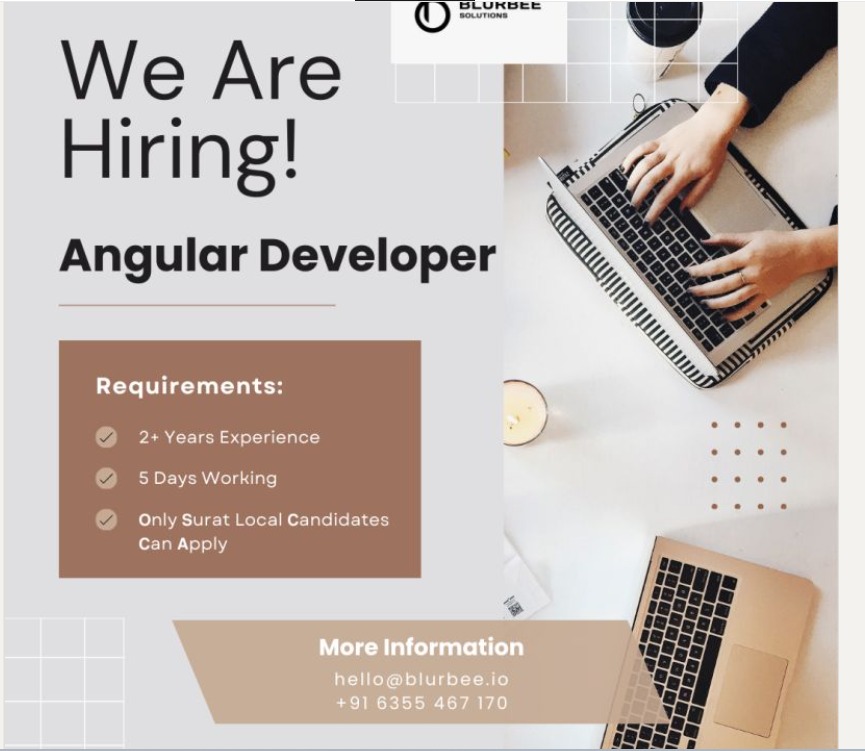 BLURBEE
SOLUTIONS
We Are
Hiring!
Angular Developer
Requirements:
2+ Years Experience
5 Days Working
Only Surat Local Candidates
Can Apply
More Information
hello@blurbee.io
+91 6355 467 170